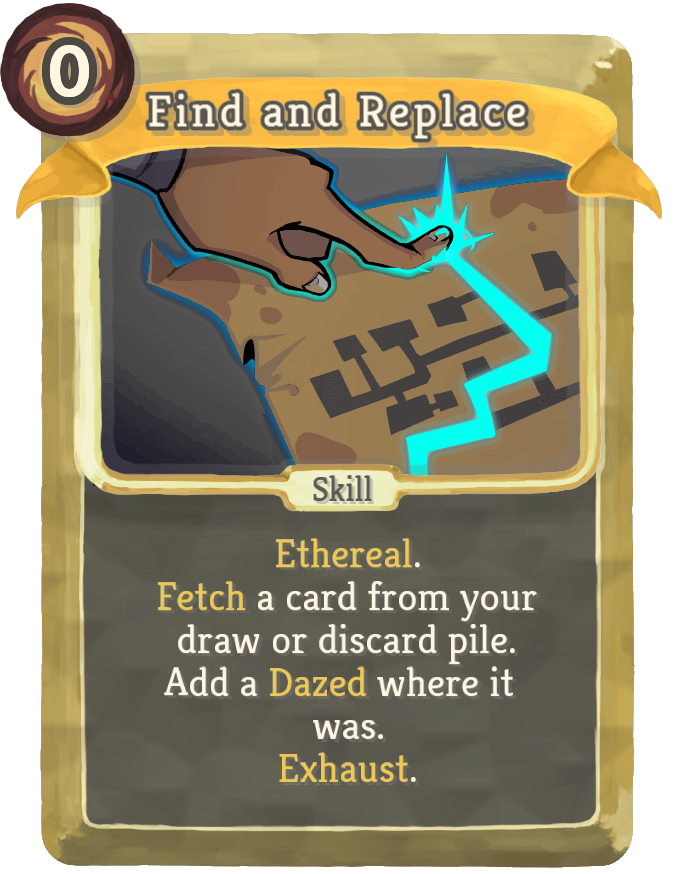 0
Find and Replace
Skill
Ethereal.
Fetch a card from your
draw or discard pile.
Add a Dazed where it
was.
Exhaust.